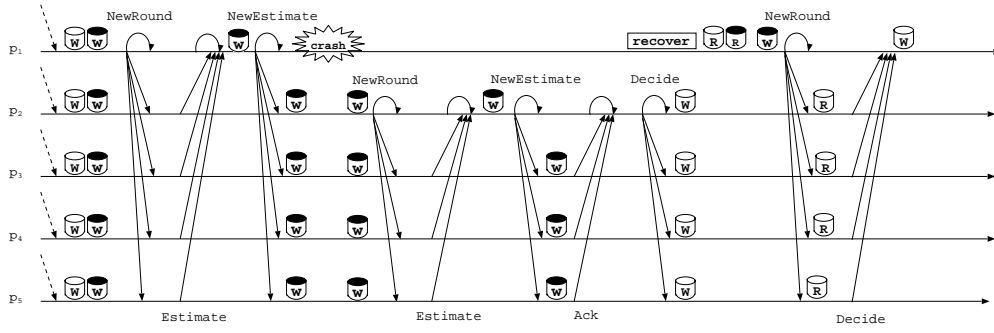 NewRound NewEstimate NewRound
p1 W W W crash recover R R W W
NewRound NewEstimate Decide
p2 W W W W W W R
p3 W W W W W W R
p4 W W W W W W R
p5 W W W W W W R
Estimate Estimate Ack Decide